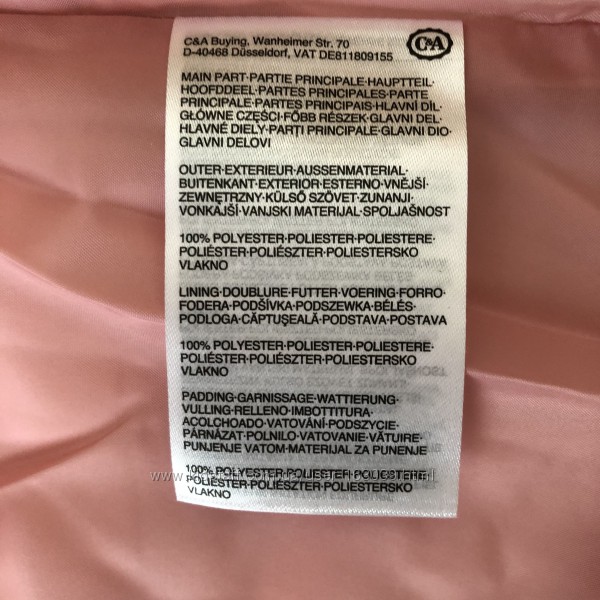 C&A Buying, Wanheimer Str. 70
C&A
D-40468 Düsseldorf, VAT DE811809155
MAIN PART·PARTIE PRINCIPALE·HAUPTTEIL·
HOOFDDEEL·PARTES PRINCIPALES·PARTE
PRINCIPALE·PARTES PRINCIPAIS·HLAVNÍ DÍL·
GŁÓWNE CZĘŚCI·FŐBB RÉSZEK·GLAVNI DEL·
HLAVNÉ DIELY·PARȚI PRINCIPALE·GLAVNI DIO·
GLAVNI DELOVI
OUTER·EXTERIEUR·AUSSENMATERIAL·
BUITENKANT·EXTERIOR·ESTERNO·VNĚJŠÍ·
ZEWNĘTRZNY·KÜLSŐ SZÖVET·ZUNANJI·
VONKAJŠÍ·VANJSKI MATERIJAL·SPOLJAŠNOST
100% POLYESTER·POLIESTER·POLIESTERE·
POLIÉSTER·POLIÉSZTER·POLIESTERSKO
VLAKNO
LINING·DOUBLURE·FUTTER·VOERING·FORRO·
FODERA·PODŠÍVKA·PODSZEWKA·BÉLÉS·
PODLOGA·CĂPTUȘEALĂ·PODSTAVA·POSTAVA
100% POLYESTER·POLIESTER·POLIESTERE·
POLIÉSTER·POLIÉSZTER·POLIESTERSKO
VLAKNO
PADDING·GARNISSAGE·WATTIERUNG·
VULLING·RELLENO·IMBOTTITURA·
ACOLCHOADO·VATOVÁNÍ·PODSZYCIE·
PÁRNÁZAT·POLNILO·VATOVANIE·VĂTUIRE·
PUNJENJE VATOM·MATERIJAL ZA PUNENJE
100% POLYESTER·POLIESTER·POLIESTERE·
POLIÉSTER·POLIÉSZTER·POLIESTERSKO
VLAKNO